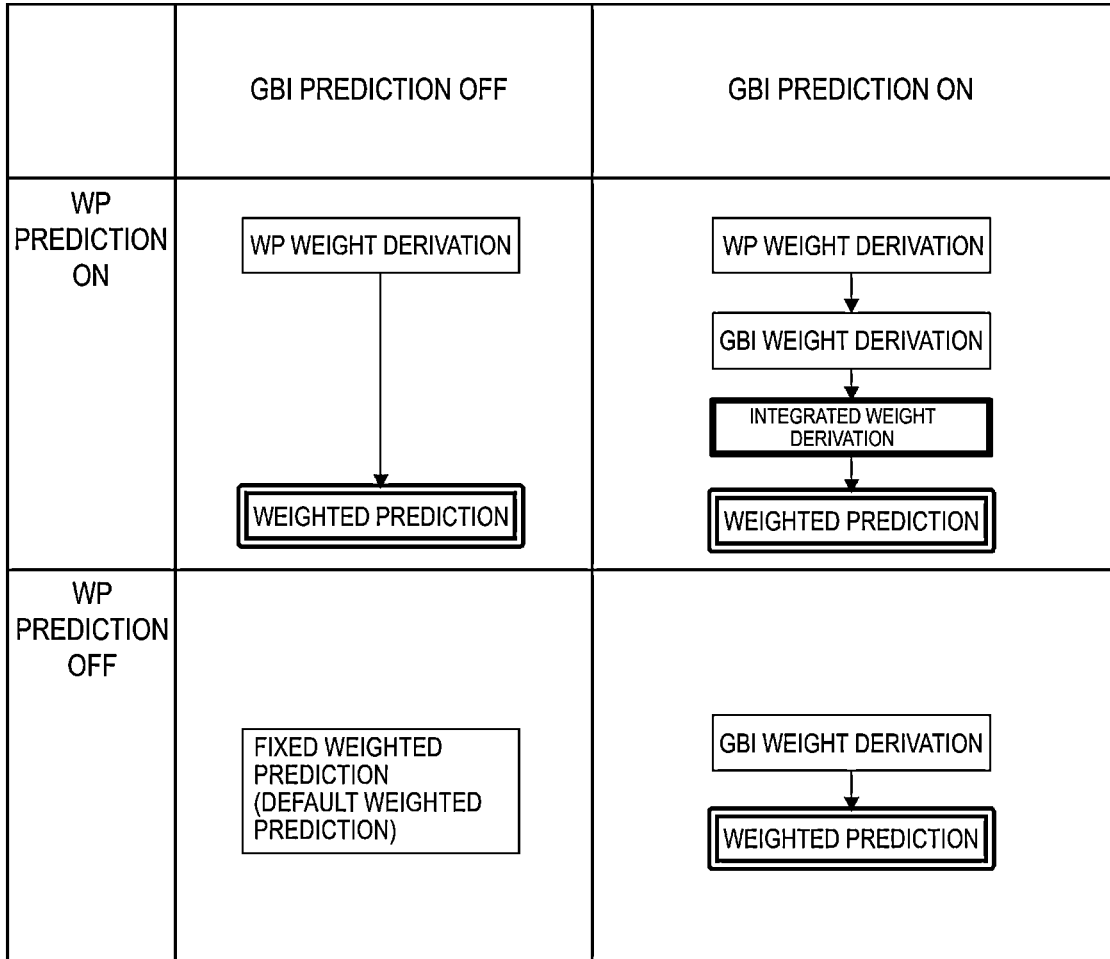 GBI PREDICTION OFF
GBI PREDICTION ON
WP
PREDICTION
ON
WP WEIGHT DERIVATION
WEIGHTED PREDICTION
WP WEIGHT DERIVATION
GBI WEIGHT DERIVATION
INTEGRATED WEIGHT
DERIVATION
WEIGHTED PREDICTION
WP
PREDICTION
OFF
FIXED WEIGHTED
PREDICTION
(DEFAULT WEIGHTED
PREDICTION)
GBI WEIGHT DERIVATION
WEIGHTED PREDICTION